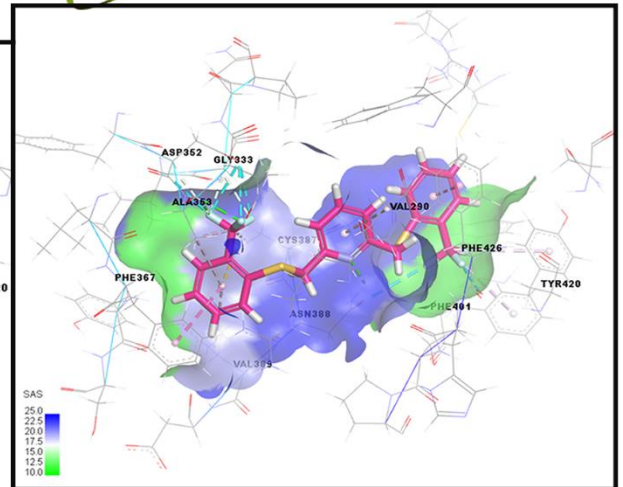 ASP352
GLY333
ALA353
VAL290
CYS387
PHE426
PHE367
TYR420
PHE401
ASN388
VAL389
SAS
25.0
22.5
20.0
17.5
15.0
12.5
10.0